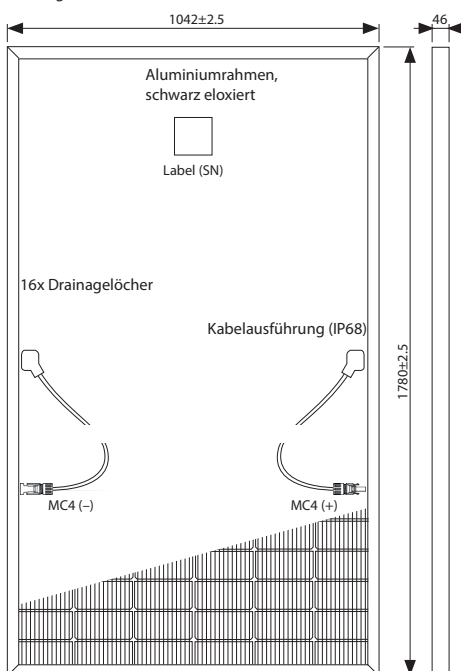 1042±2.5
46
Aluminiumrahmen,
schwarz eloxiert
Label (SN)
16x Drainagelöcher
Kabelausführung (IP68)
1780±2.5
MC4 (–)
MC4 (+)